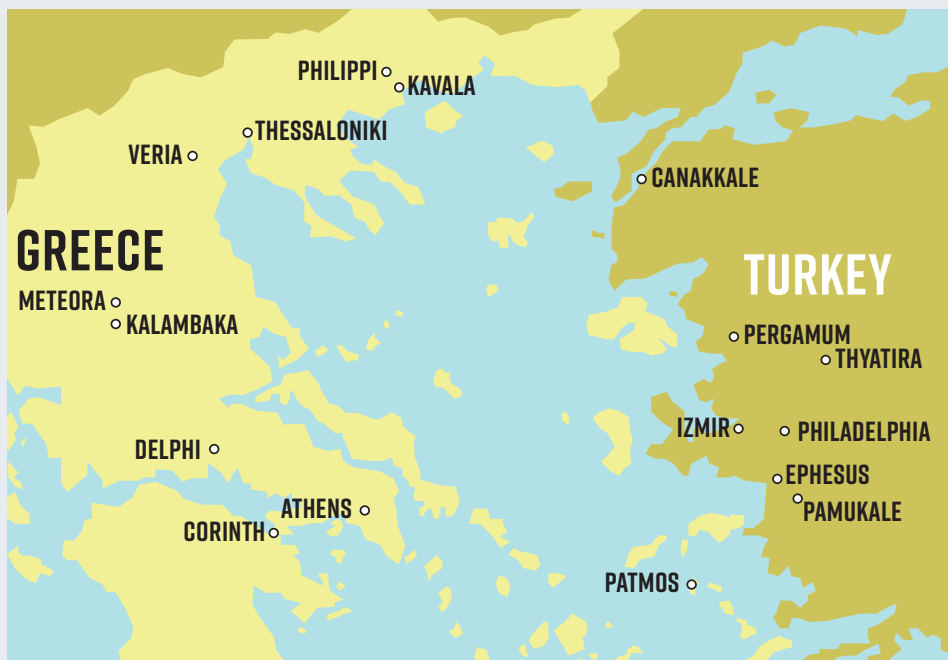 PHILIPPI
KAVALA
THESSALONIKI
VERIA
CANAKKALE
GREECE
TURKEY
METEORA
KALAMBAKA
PERGAMUM
THYATIRA
IZMIR
PHILADELPHIA
DELPHI
EPHESUS
PAMUKALE
ATHENS
CORINTH
PATMOS